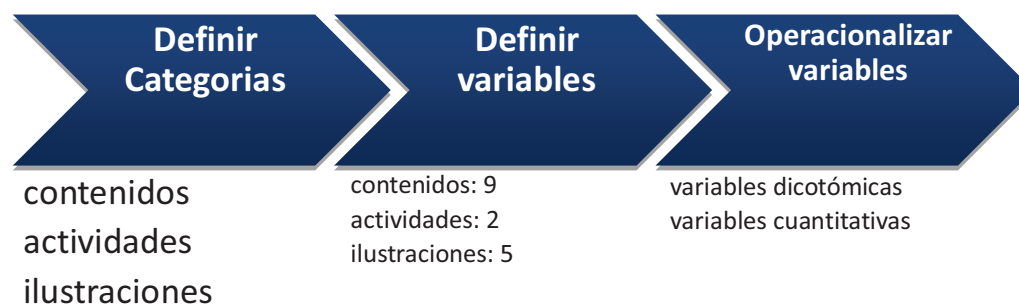 Definir
Categorias
contenidos
actividades
ilustraciones
Definir
variables
contenidos: 9
actividades: 2
ilustraciones: 5
Operacionalizar
variables
variables dicotómicas
variables cuantitativas